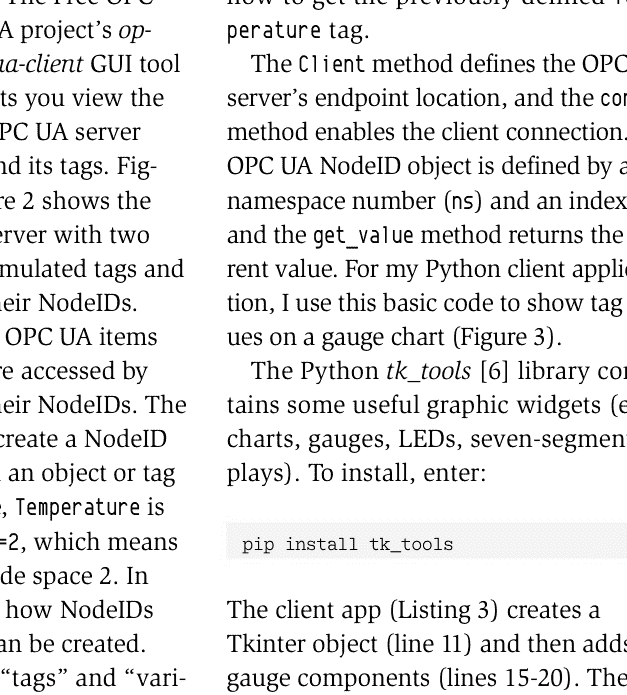 The Free OPC
A project's op-
ua-client GUI tool
ts you view the
PC UA server
nd its tags. Fig-
re 2 shows the
erver with two
mulated tags and
heir NodeIDs.
OPC UA items
re accessed by
heir NodeIDs. The
create a NodeID
an object or tag
, Temperature is
=2, which means
de space 2. In
how NodeIDs
an be created.
"tags" and "vari-
how to get the previously defined
perature tag.
The Client method defines the OPC
server's endpoint location, and the con
method enables the client connection.
OPC UA NodeID object is defined by a
namespace number (ns) and an index
and the get_value method returns the
rent value. For my Python client applic
tion, I use this basic code to show tag
ues on a gauge chart (Figure 3).
The Python tk_tools [6] library con
tains some useful graphic widgets (e
charts, gauges, LEDs, seven-segment
plays). To install, enter:
pip install tk_tools
The client app (Listing 3) creates a
Tkinter object (line 11) and then adds
gauge components (lines 15-20). The